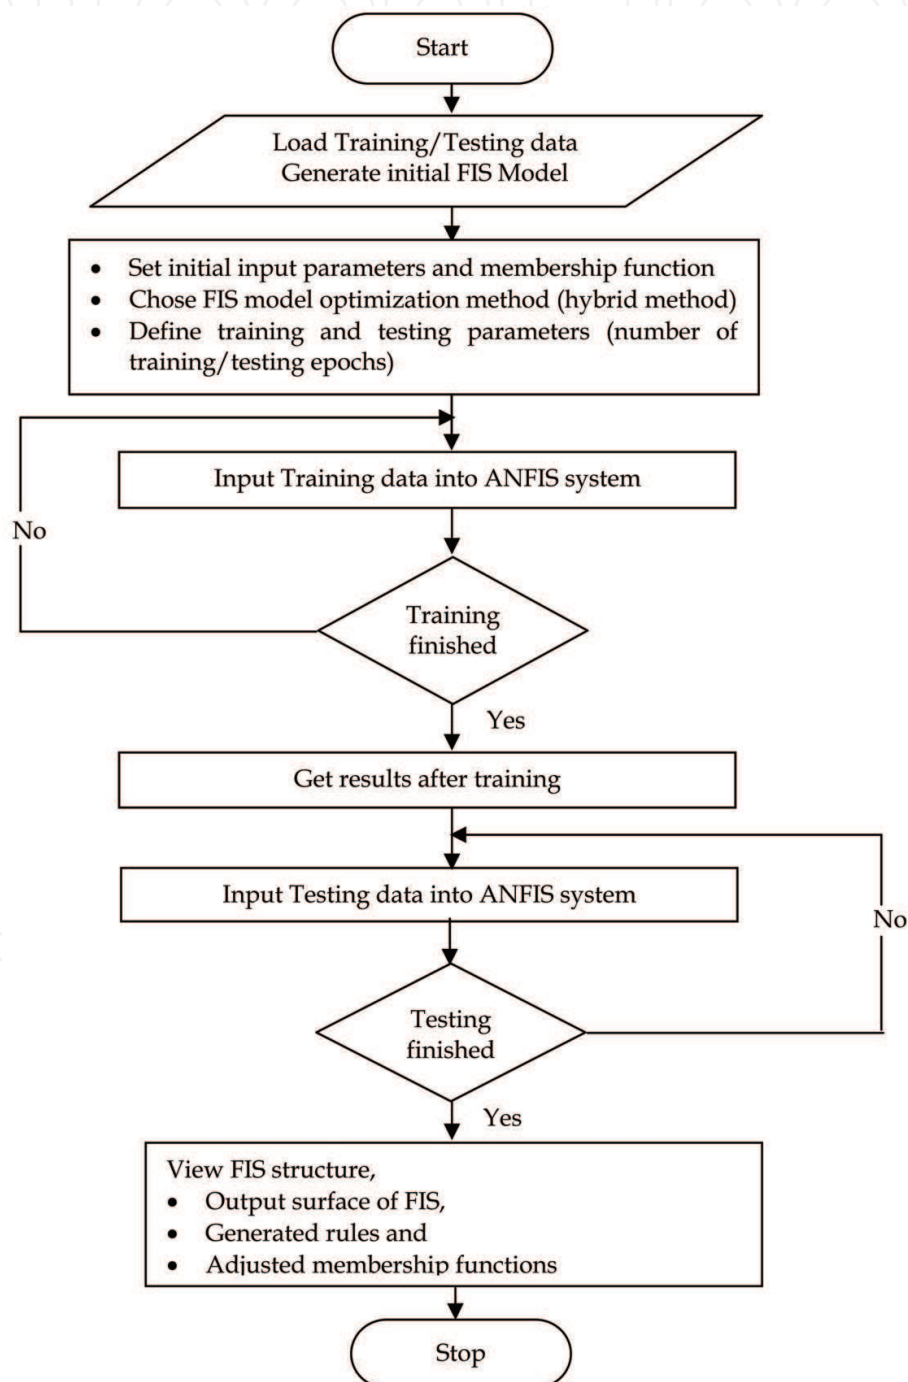 Start
Load Training/Testing data
Generate initial FIS Model
• Set initial input parameters and membership function
• Chose FIS model optimization method (hybrid method)
• Define training and testing parameters (number of
training/testing epochs)
Input Training data into ANFIS system
No
Training
finished
Yes
Get results after training
Input Testing data into ANFIS system
No
Testing
finished
Yes
View FIS structure,
• Output surface of FIS,
• Generated rules and
• Adjusted membership functions
Stop